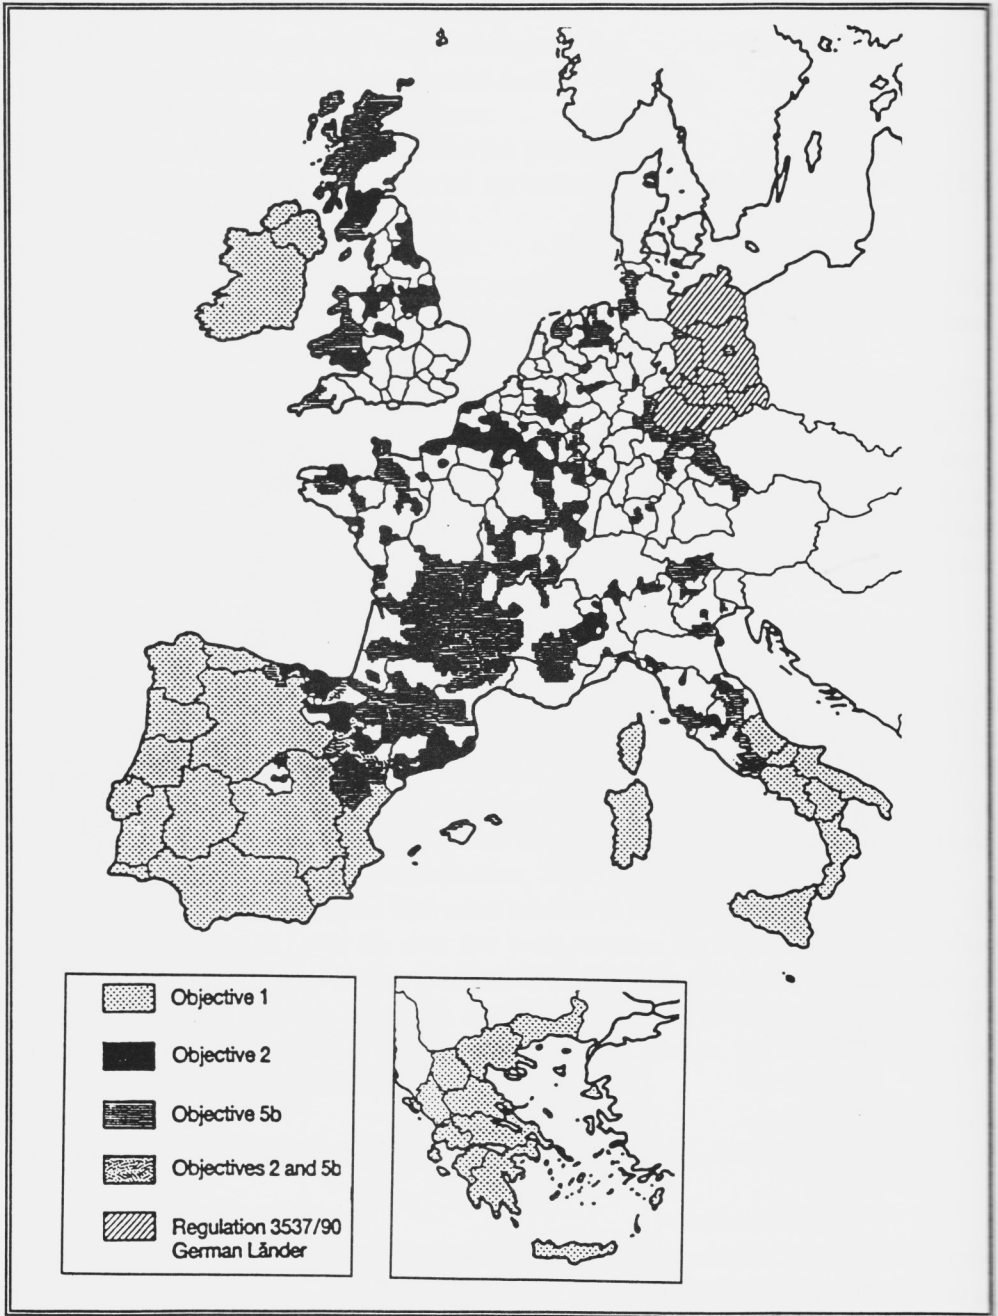 Objective 1
Objective 2
Objective 5b
Objectives 2 and 5b
Regulation 3537/90
German Länder